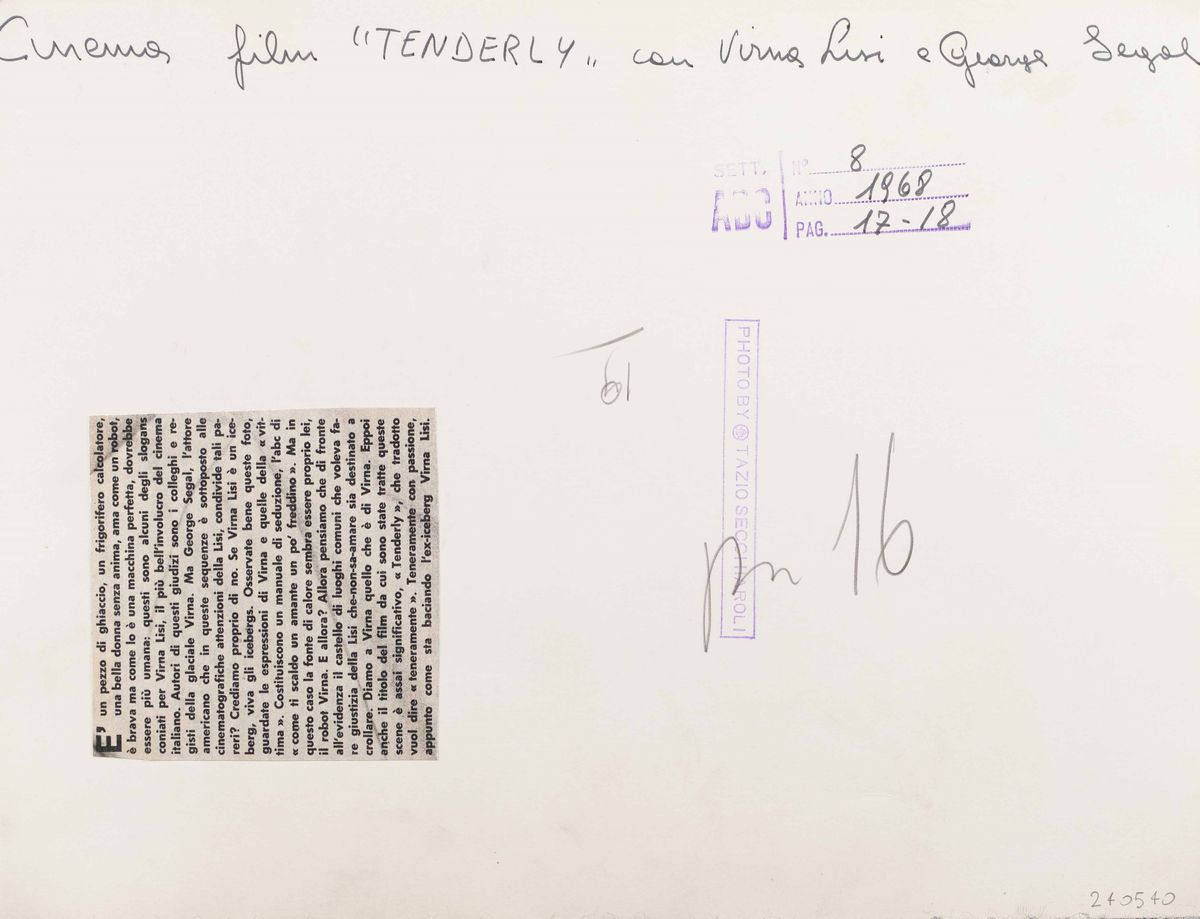 Cinema film "TENDERLY" con Virna Lisi e George Segal
SETT. ABC
N° 8
ANNO 1968
PAG. 17-18
PHOTO BY TAZIO SECCHIAROLI
16
E' un pezzo di ghiaccio, un frigorifero calcolatore,
una bella donna senza anima, ama come un robot,
è brava ma come lo è una macchina perfetta, dovrebbe
essere più umana: questi sono alcuni degli slogans
coniati per Virna Lisi, il più bell'involucro del cinema
italiano. Autori di questi giudizi sono i colleghi e re-
gisti della glaciale Virna. Ma George Segal, l'attore
americano che in queste sequenze è sottoposto alle
cinematografiche attenzioni della Lisi, condivide tali pa-
reri? Crediamo proprio di no. Se Virna Lisi è un ice-
berg, viva gli icebergs. Osservate bene queste foto,
guardate le espressioni di Virna e quelle della « vit-
tima ». Costituiscono un manuale di seduzione, l'abc di
« come ti scaldo un amante un po' freddino ». Ma in
questo caso la fonte di calore sembra essere proprio lei,
il robot Virna. E allora? Allora pensiamo che di fronte
all'evidenza il castello di luoghi comuni che voleva fa-
re giustizia della Lisi che-non-sa-amare sia destinato a
crollare. Diamo a Virna quello che è di Virna. Eppoi
anche il titolo del film da cui sono state tratte queste
scene è assai significativo, « Tenderly », che tradotto
vuol dire « teneramente ». Teneramente con passione,
appunto come sta baciando l'ex-iceberg Virna Lisi.
240540